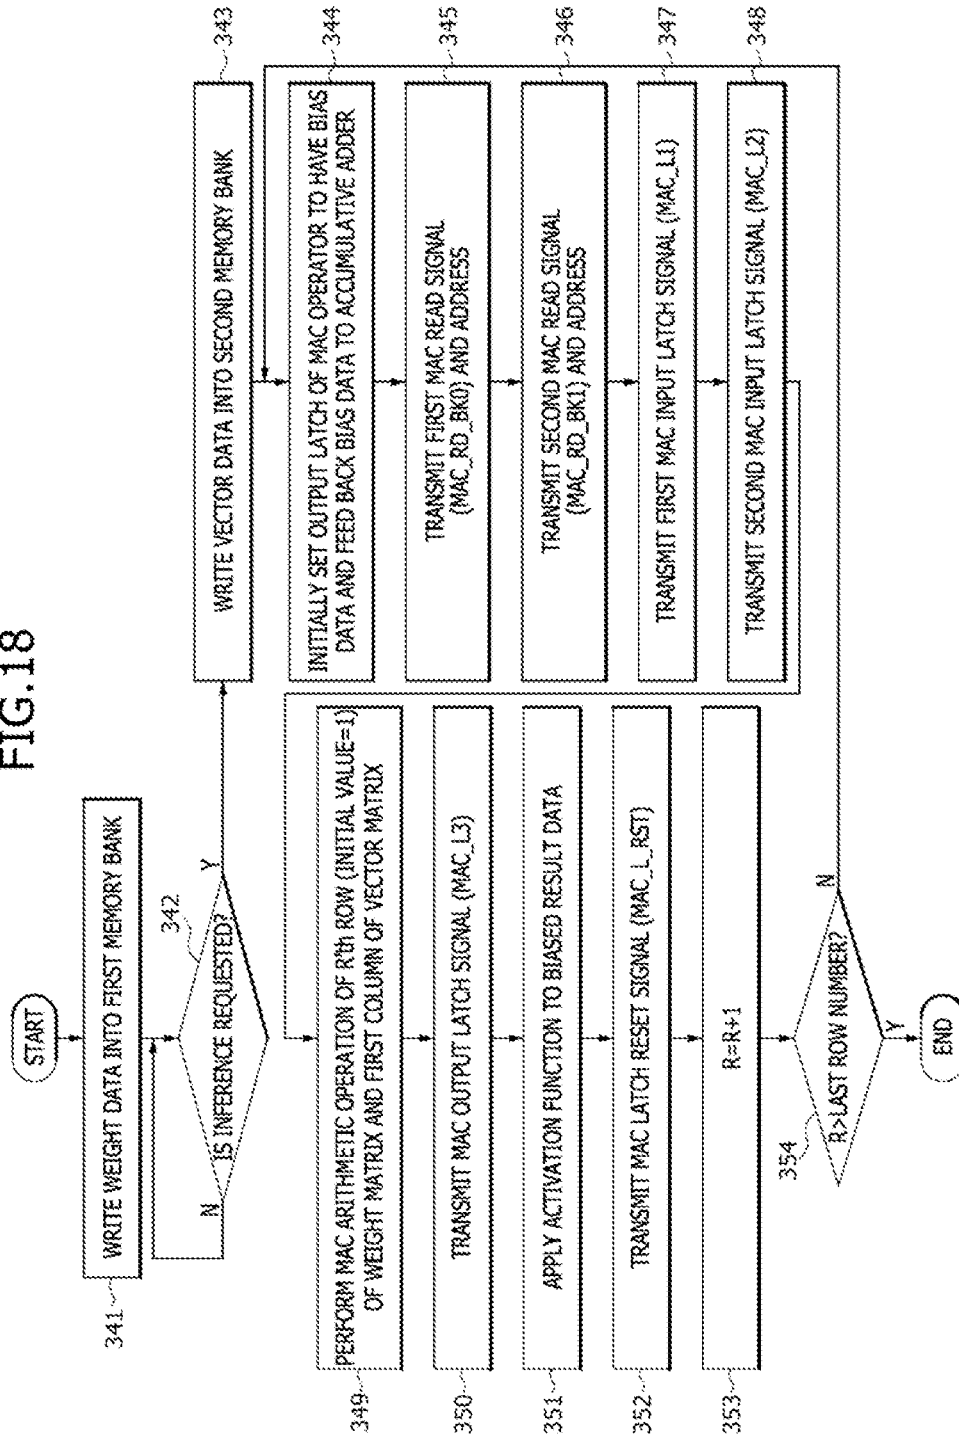 FIG.18
START
WRITE WEIGHT DATA INTO FIRST MEMORY BANK
341
IS INFERENCE REQUESTED?
342
N
Y
WRITE VECTOR DATA INTO SECOND MEMORY BANK
343
INITIALLY SET OUTPUT LATCH OF MAC OPERATOR TO HAVE BIAS
DATA AND FEED BACK BIAS DATA TO ACCUMULATIVE ADDER
344
TRANSMIT FIRST MAC READ SIGNAL
(MAC_RD_BK0) AND ADDRESS
345
TRANSMIT SECOND MAC READ SIGNAL
(MAC_RD_BK1) AND ADDRESS
346
TRANSMIT FIRST MAC INPUT LATCH SIGNAL (MAC_L1)
347
TRANSMIT SECOND MAC INPUT LATCH SIGNAL (MAC_L2)
348
PERFORM MAC ARITHMETIC OPERATION OF R'th ROW (INITIAL VALUE=1)
OF WEIGHT MATRIX AND FIRST COLUMN OF VECTOR MATRIX
349
TRANSMIT MAC OUTPUT LATCH SIGNAL (MAC_L3)
350
APPLY ACTIVATION FUNCTION TO BIASED RESULT DATA
351
TRANSMIT MAC LATCH RESET SIGNAL (MAC_L_RST)
352
R=R+1
353
R>LAST ROW NUMBER?
354
N
Y
END